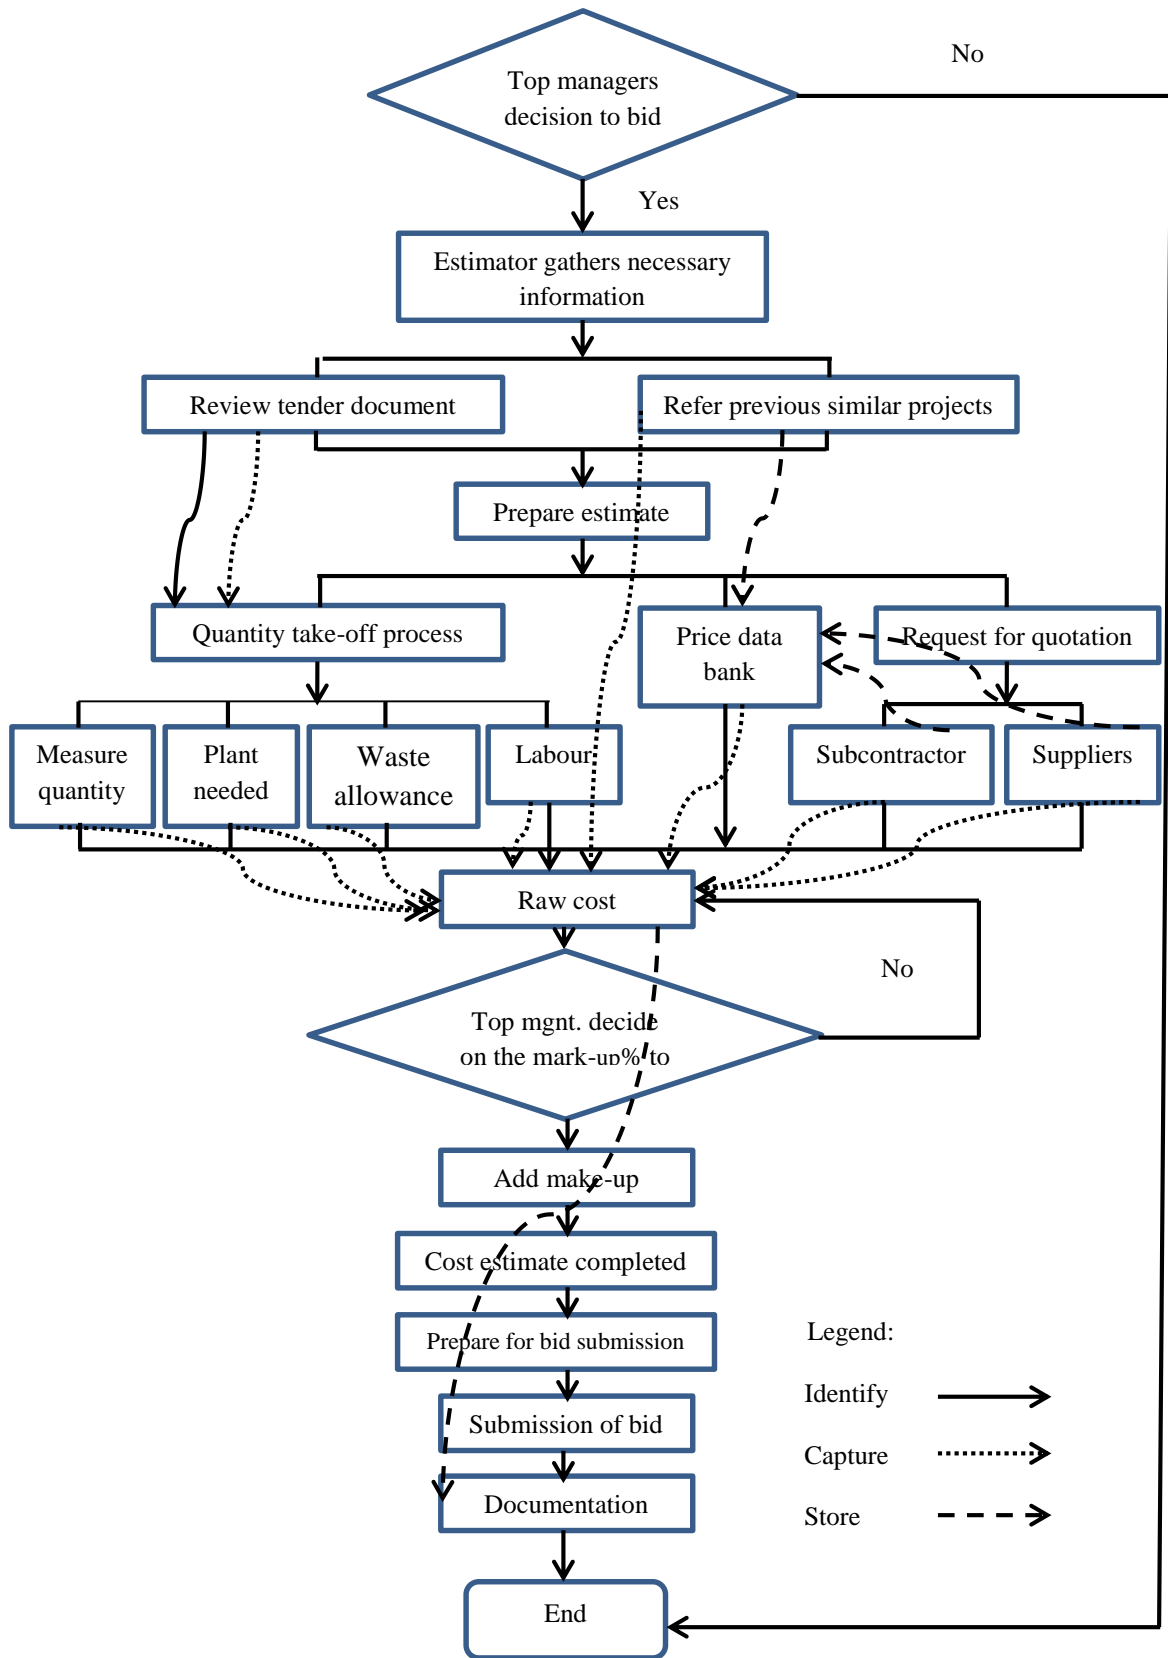 No
Top managers
decision to bid
Yes
Estimator gathers necessary
information
Review tender document
Refer previous similar projects
Prepare estimate
Quantity take-off process
Price data
bank
Request for quotation
Measure
quantity
Plant
needed
Waste
allowance
Labour
Subcontractor
Suppliers
Raw cost
No
Top mgnt. decide
on the mark-up% to
Add make-up
Cost estimate completed
Prepare for bid submission
Legend:
Identify
Submission of bid
Capture
Documentation
Store
End